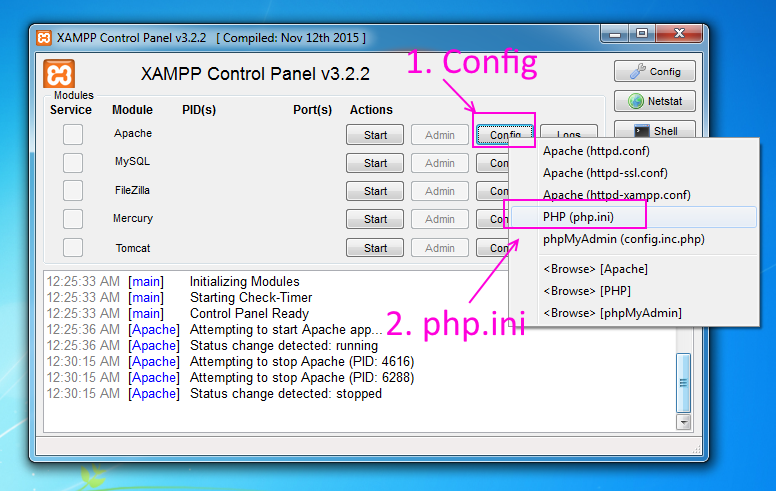 XAMPP Control Panel v3.2.2 [ Compiled: Nov 12th 2015 ]
XAMPP Control Panel v3.2.2
1. Config
Config
Modules
Service Module PID(s) Port(s) Actions
Netstat
Apache Start Admin Config Logs
Shell
MySQL Start Admin
FileZilla Start Admin
Mercury Start Admin
Tomcat Start Admin
Apache (httpd.conf)
Apache (httpd-ssl.conf)
Apache (httpd-xampp.conf)
PHP (php.ini)
phpMyAdmin (config.inc.php)
<Browse> [Apache]
<Browse> [PHP]
<Browse> [phpMyAdmin]
2. php.ini
12:25:33 AM [main] Initializing Modules
12:25:33 AM [main] Starting Check-Timer
12:25:33 AM [main] Control Panel Ready
12:25:36 AM [Apache] Attempting to start Apache app...
12:25:36 AM [Apache] Status change detected: running
12:30:15 AM [Apache] Attempting to stop Apache (PID: 4616)
12:30:15 AM [Apache] Attempting to stop Apache (PID: 6288)
12:30:15 AM [Apache] Status change detected: stopped